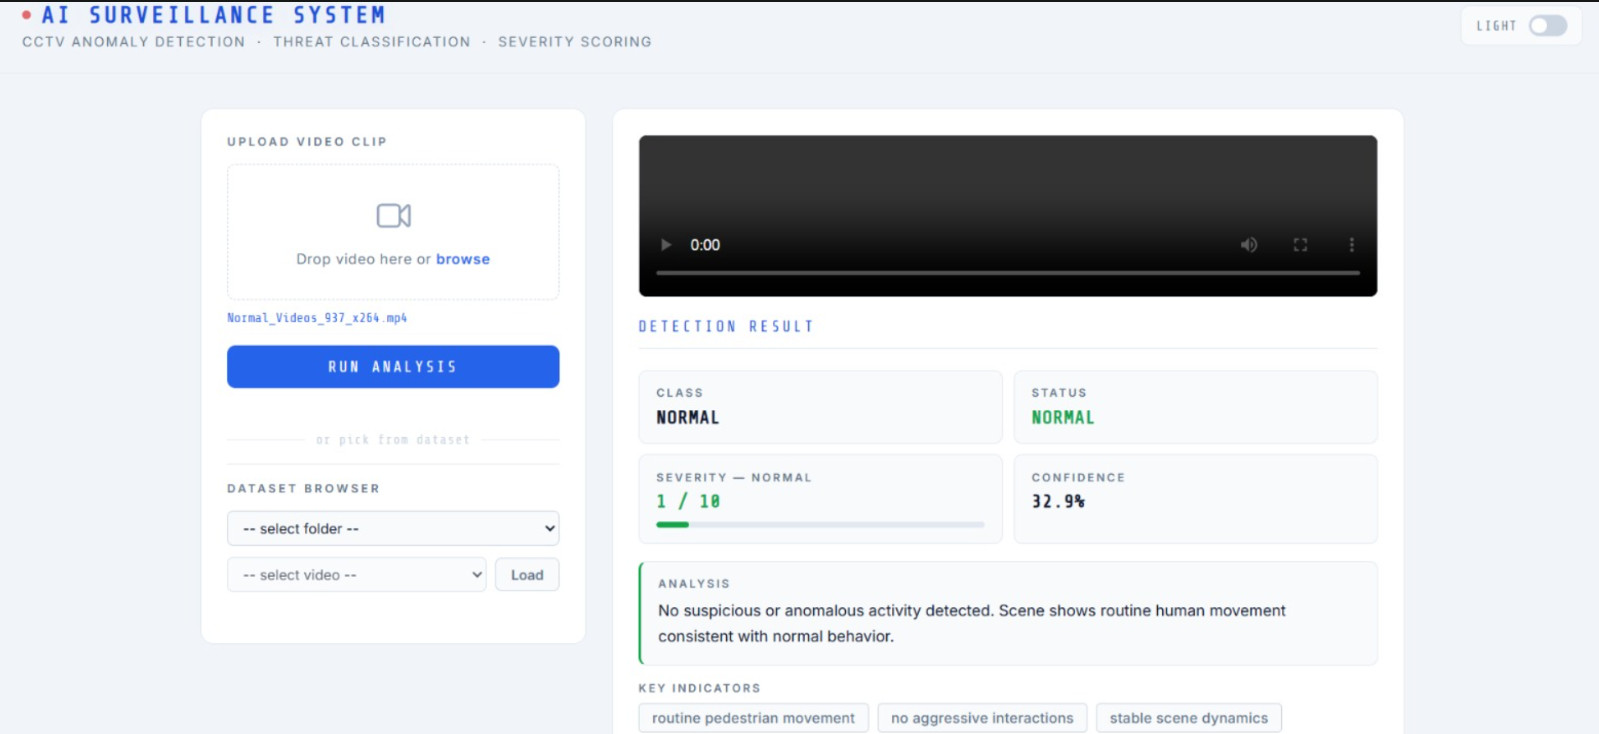 AI SURVEILLANCE SYSTEM
CCTV ANOMALY DETECTION · THREAT CLASSIFICATION · SEVERITY SCORING
LIGHT
UPLOAD VIDEO CLIP
Drop video here or browse
Normal_Videos_937_x264.mp4
RUN ANALYSIS
or pick from dataset
DATASET BROWSER
-- select folder --
-- select video --
Load
0:00
DETECTION RESULT
CLASS
NORMAL
STATUS
NORMAL
SEVERITY — NORMAL
1 / 10
CONFIDENCE
32.9%
ANALYSIS
No suspicious or anomalous activity detected. Scene shows routine human movement
consistent with normal behavior.
KEY INDICATORS
routine pedestrian movement
no aggressive interactions
stable scene dynamics